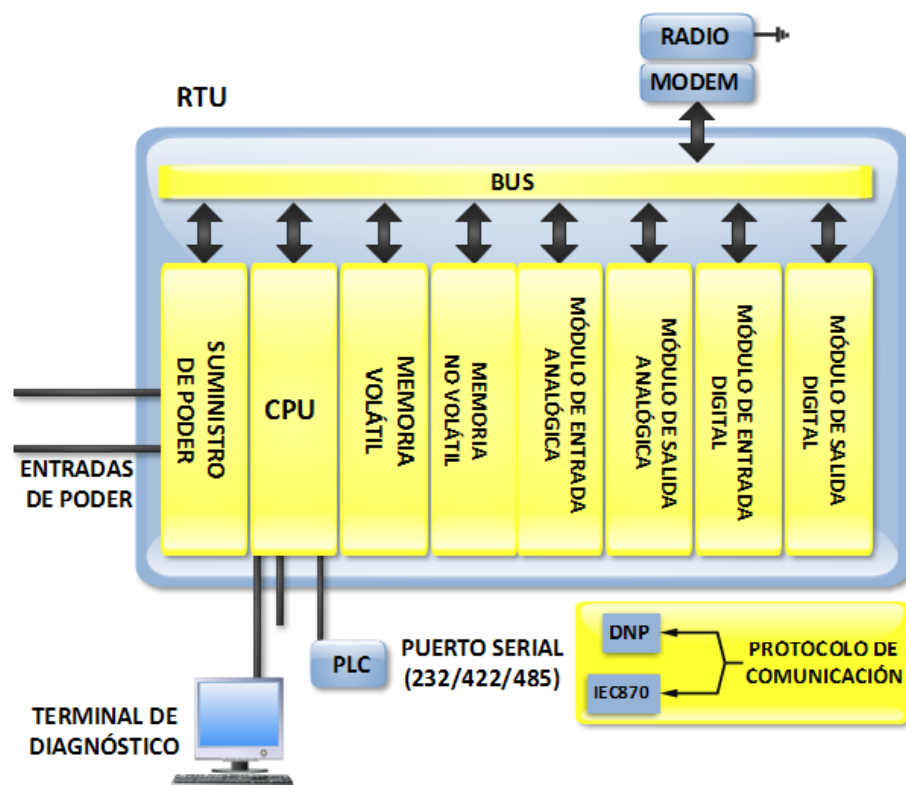 RADIO
MODEM
RTU
BUS
SUMINISTRO
DE PODER
CPU
MEMORIA
VOLÁTIL
MEMORIA
NO VOLÁTIL
MÓDULO DE ENTRADA
ANALÓGICA
MÓDULO DE SALIDA
ANALÓGICA
MÓDULO DE ENTRADA
DIGITAL
MÓDULO DE SALIDA
DIGITAL
ENTRADAS
DE PODER
PLC
PUERTO SERIAL
(232/422/485)
DNP
IEC870
PROTOCOLO DE
COMUNICACIÓN
TERMINAL DE
DIAGNÓSTICO